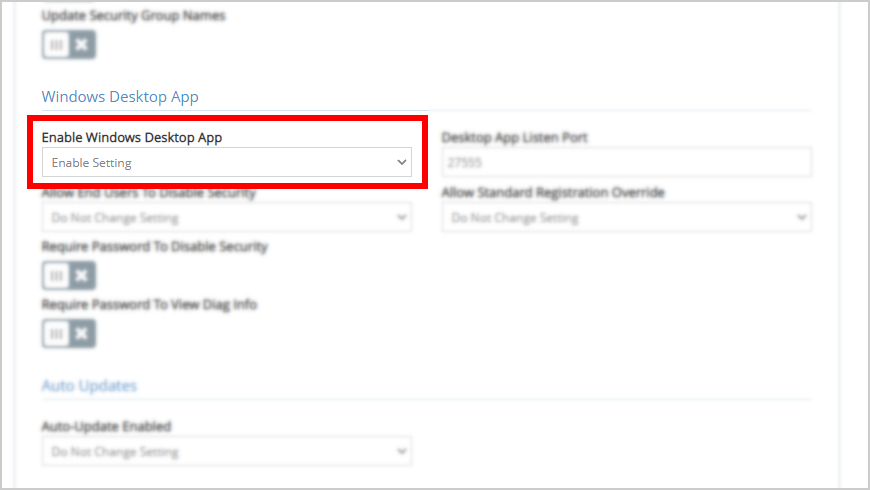 Update Security Group Names
Windows Desktop App
Enable Windows Desktop App
Enable Setting
Desktop App Listen Port
27555
Allow End Users To Disable Security
Do Not Change Setting
Allow Standard Registration Override
Do Not Change Setting
Require Password To Disable Security
Require Password To View Diag Info
Auto Updates
Auto-Update Enabled
Do Not Change Setting